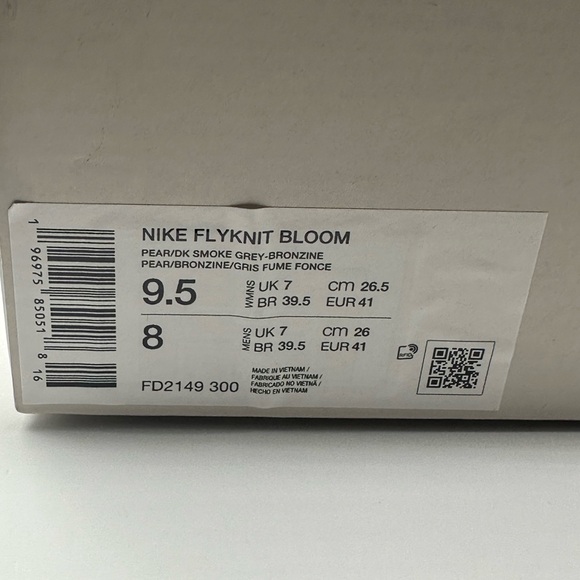 1 96975 85051 8 16
NIKE FLYKNIT BLOOM
PEAR/DK SMOKE GREY-BRONZINE
PEAR/BRONZINE/GRIS FUME FONCE
9.5 WMNS UK 7 cm 26.5
BR 39.5 EUR 41
8 MENS UK 7 cm 26
BR 39.5 EUR 41
FD2149 300
MADE IN VIETNAM /
FABRIQUE AU VIETNAM /
FABRICADO NO VIETNÃ /
HECHO EN VIETNAM
RFID